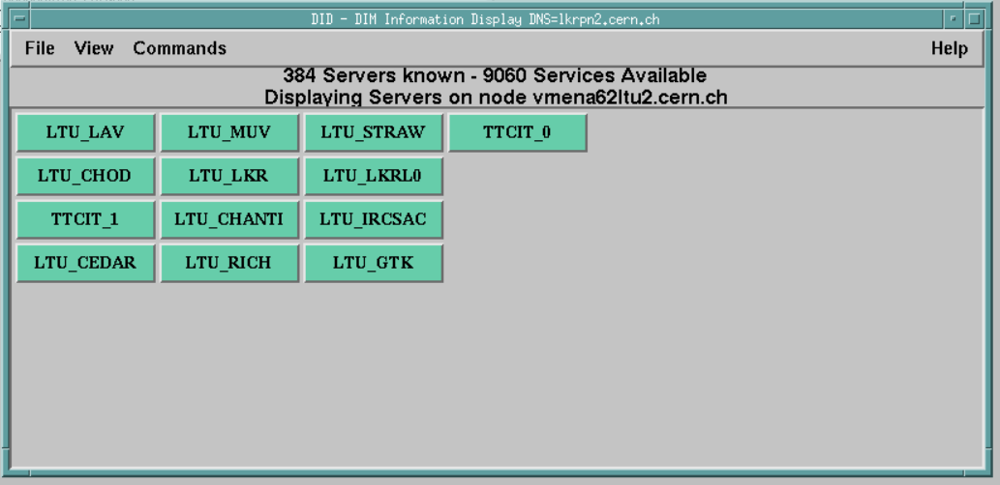 DID - DIM Information Display DNS=lkrpn2.cern.ch
File View Commands Help
384 Servers known - 9060 Services Available
Displaying Servers on node vmena62ltu2.cern.ch
LTU_LAV LTU_MUV LTU_STRAW TTCIT_0
LTU_CHOD LTU_LKR LTU_LKRL0
TTCIT_1 LTU_CHANTI LTU_IRCSAC
LTU_CEDAR LTU_RICH LTU_GTK